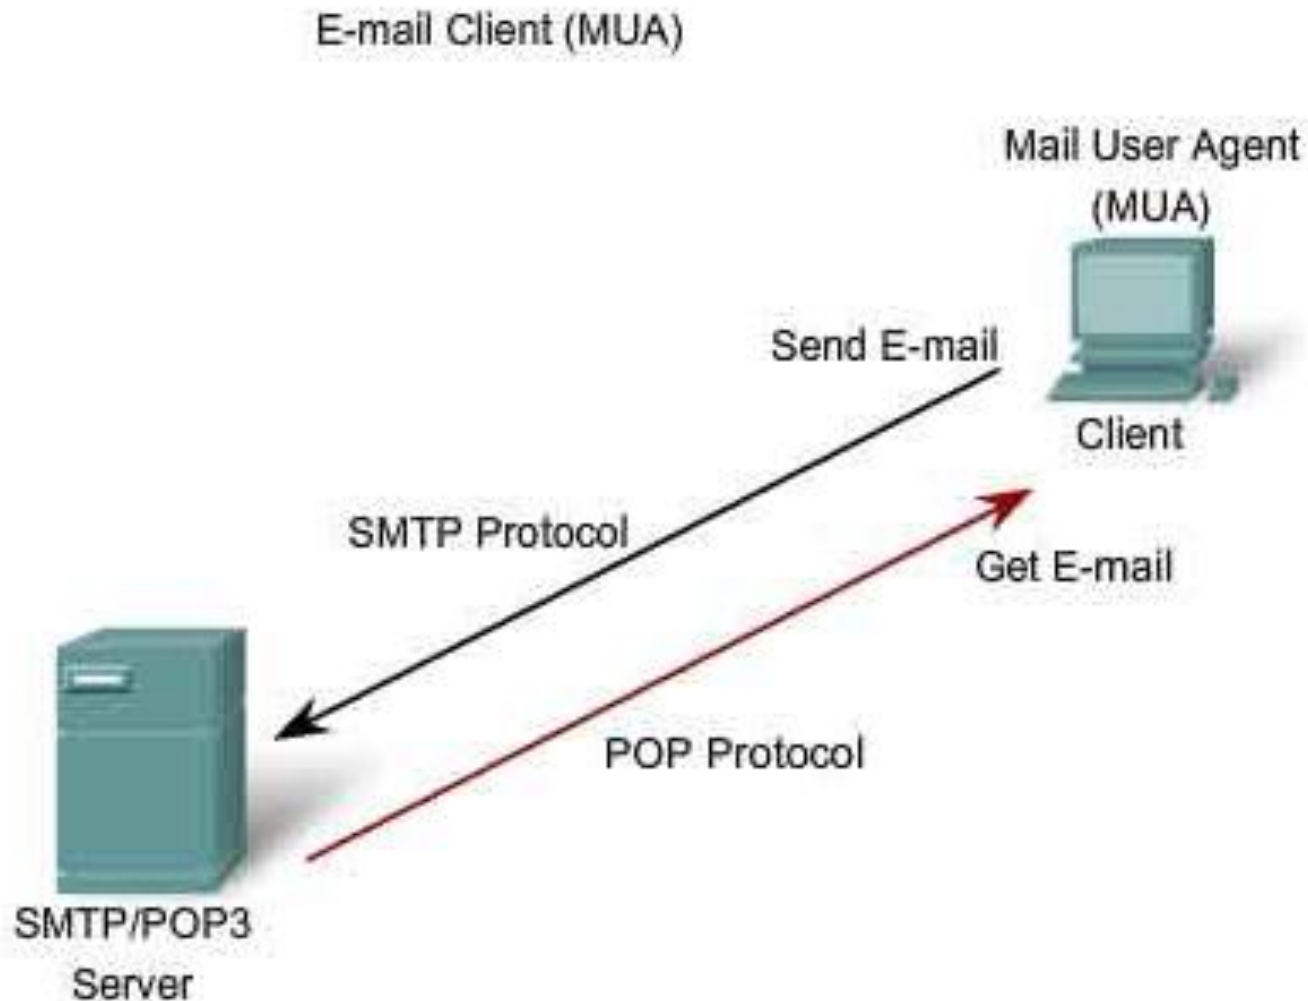 E-mail Client (MUA)
Mail User Agent
(MUA)
Send E-mail
Client
SMTP Protocol
Get E-mail
POP Protocol
SMTP/POP3
Server